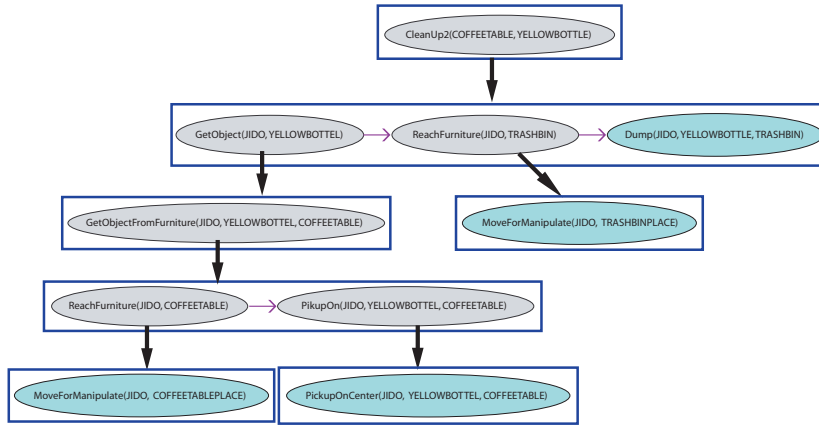 CleanUp2(COFFEETABLE, YELLOWBOTTLE)
GetObject(JIDO, YELLOWBOTTEL)
ReachFurniture(JIDO, TRASHBIN)
Dump(JIDO, YELLOWBOTTLE, TRASHBIN)
GetObjectFromFurniture(JIDO, YELLOWBOTTEL, COFFEETABLE)
MoveForManipulate(JIDO, TRASHBINPLACE)
ReachFurniture(JIDO, COFFEETABLE)
PikupOn(JIDO, YELLOWBOTTEL, COFFEETABLE)
MoveForManipulate(JIDO, COFFEETABLEPLACE)
PickupOnCenter(JIDO, YELLOWBOTTEL, COFFEETABLE)